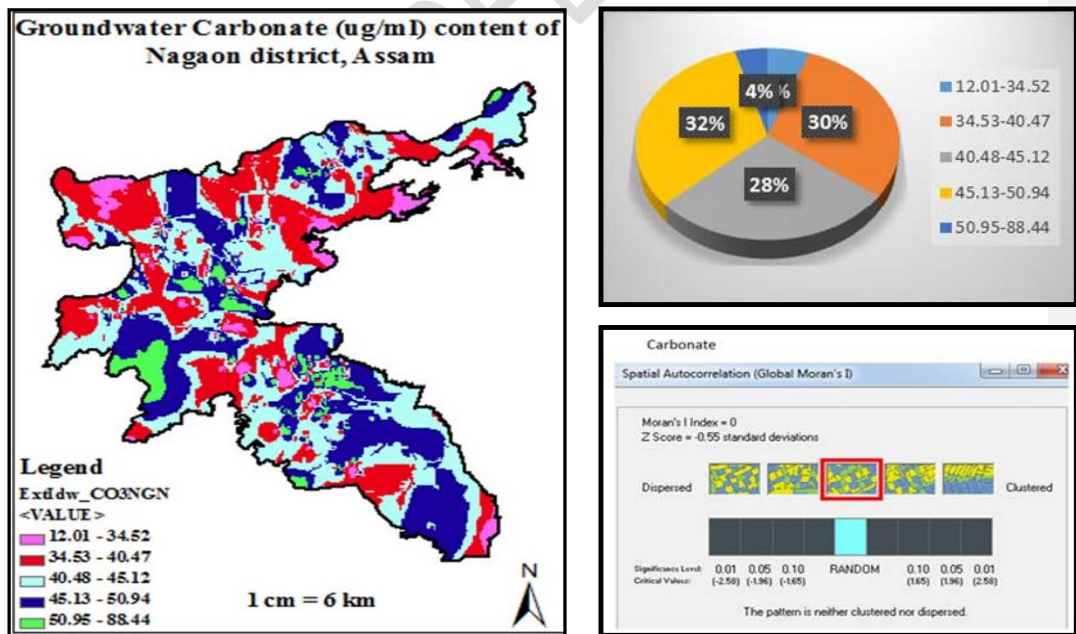 Groundwater Carbonate (ug/ml) content of
Nagaon district, Assam
Legend
Extfdw_CO3NGN
<VALUE>
12.01 - 34.52
34.53 - 40.47
40.48 - 45.12
45.13 - 50.94
50.95 - 88.44
1 cm = 6 km
N
4%
%
30%
28%
32%
12.01-34.52
34.53-40.47
40.48-45.12
45.13-50.94
50.95-88.44
Carbonate
Spatial Autocorrelation (Global Moran's I)
Moran's I Index = 0
Z Score = -0.55 standard deviations
Dispersed
Clustered
Significance Level: 0.01 0.05 0.10 RANDOM 0.10 0.05 0.01
Critical Values: (-2.58) (-1.96) (-1.65) (1.65) (1.96) (2.58)
The pattern is neither clustered nor dispersed.